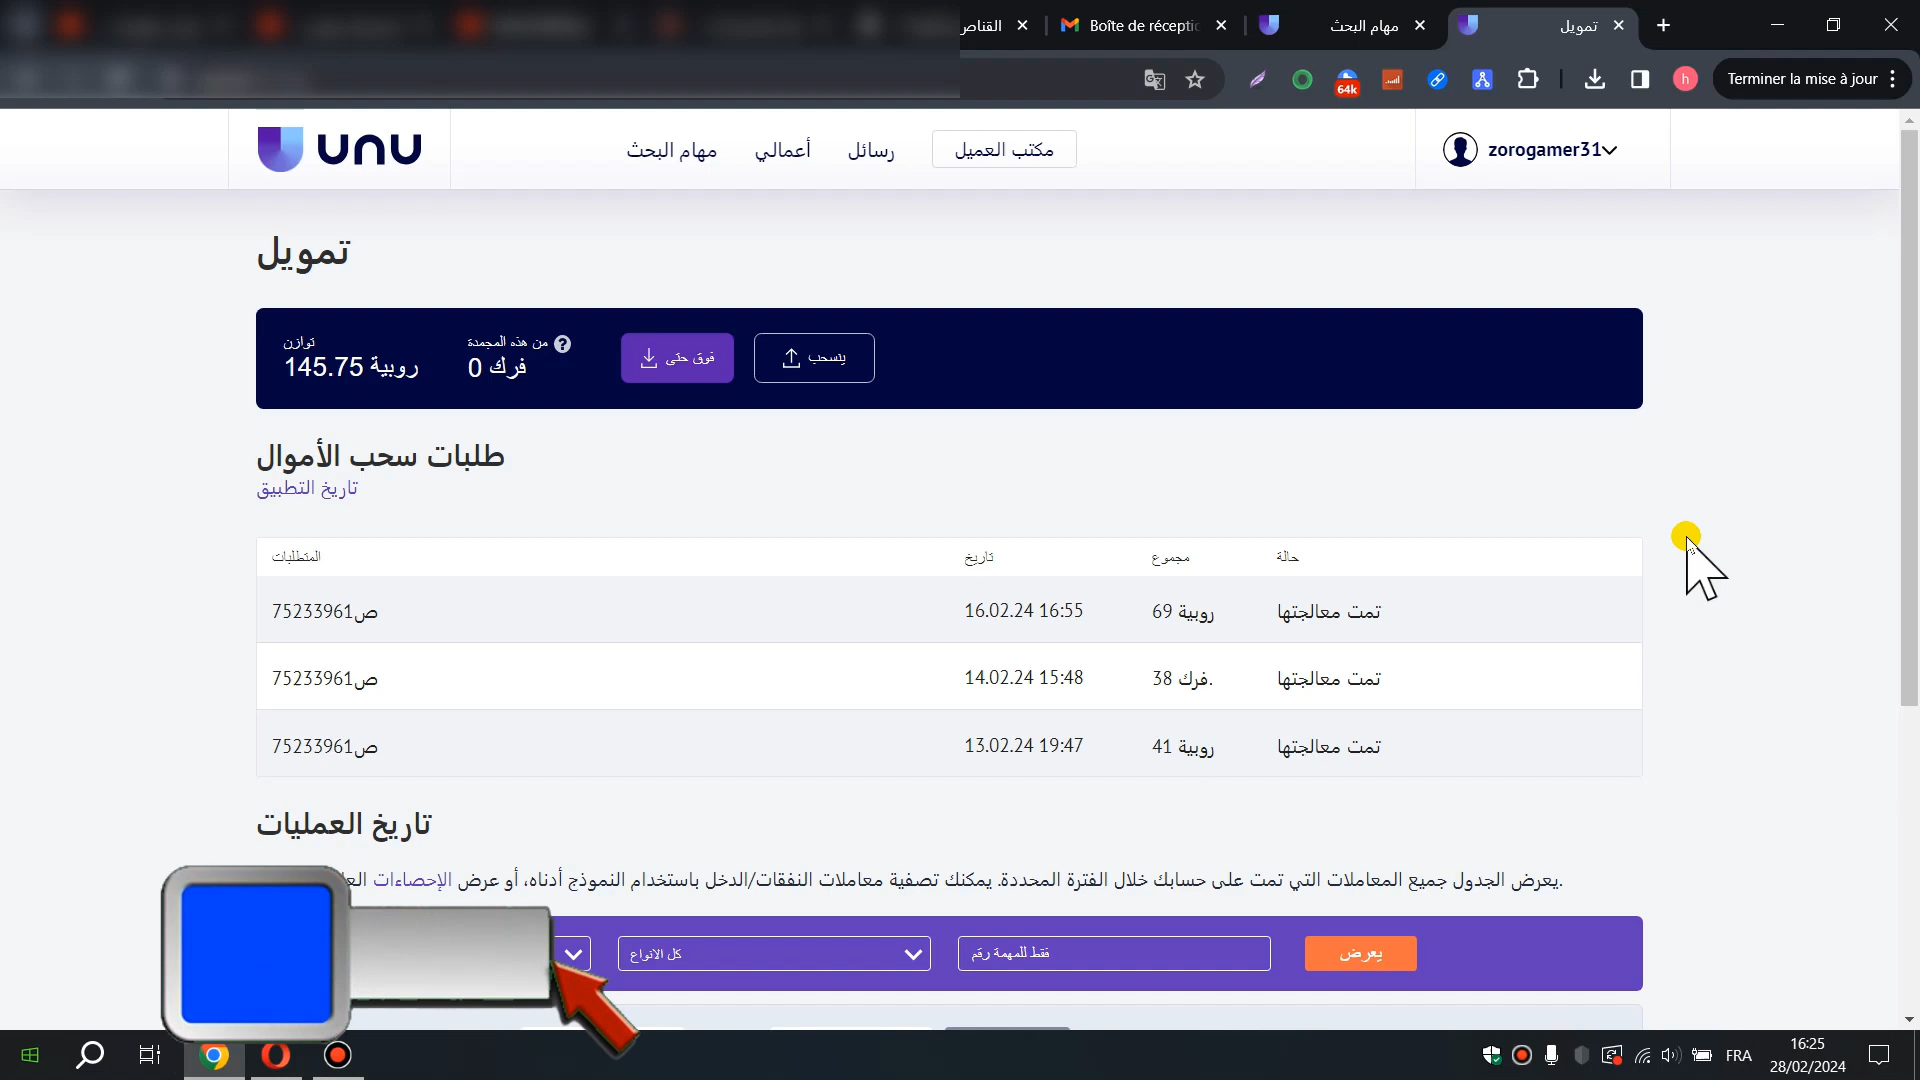 القناص
Boîte de récepti
مهام البحث
تمويل
64k
h
Terminer la mise à jour
unu
مهام البحث
أعمالي
رسائل
مكتب العميل
zorogamer31
تمويل
توازن
145.75 روبية
من هذه المجمدة ?
0 فرك
فوق حتى
ينسحب
طلبات سحب الأموال
تاريخ التطبيق
المتطلبات تاريخ مجموع حالة
ص75233961 16.02.24 16:55 69 روبية تمت معالجتها
ص75233961 14.02.24 15:48 38 فرك. تمت معالجتها
ص75233961 13.02.24 19:47 41 روبية تمت معالجتها
تاريخ العمليات
يعرض الجدول جميع المعاملات التي تمت على حسابك خلال الفترة المحددة. يمكنك تصفية معاملات النفقات/الدخل باستخدام النموذج أدناه، أو عرض الإحصاءات.
كل الانواع
فقط للمهمة رقم
يعرض
FRA
16:25
28/02/2024